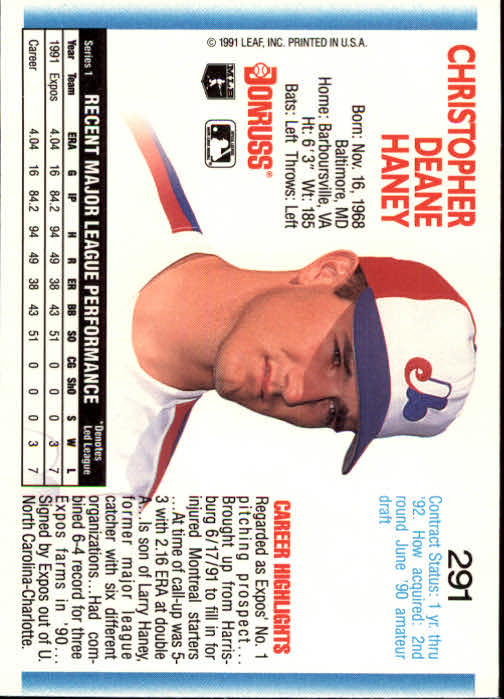 CHRISTOPHER
DEANE
HANEY
Born: Nov. 16, 1968
Baltimore, MD
Home: Barboursville, VA
Ht: 6' 3" Wt: 185
Bats: Left Throws: Left
DONRUSS®
MLB
© 1991 LEAF, INC. PRINTED IN U.S.A.
291
Contract Status: 1 yr. thru
'92. How acquired: 2nd
round June '90 amateur
draft
CAREER HIGHLIGHTS
Regarded as Expos' No. 1
pitching prospect...
Brought up from Harris-
burg 6/17/91 to fill in for
injured Montreal starters
...At time of call-up was 5-
3 with 2.16 ERA at double
A... Is son of Larry Haney,
former major league
catcher with six different
organizations...Had com-
bined 6-4 record for three
Expos farms in '90...
Signed by Expos out of U.
North Carolina-Charlotte.
Series 1 RECENT MAJOR LEAGUE PERFORMANCE *Denotes Led League
Year Team ERA G IP H R ER BB SO CG ShO S W L
1991 Expos 4.04 16 84.2 94 49 38 43 51 0 0 0 3 7
Career 4.04 16 84.2 94 49 38 43 51 0 0 0 3 7